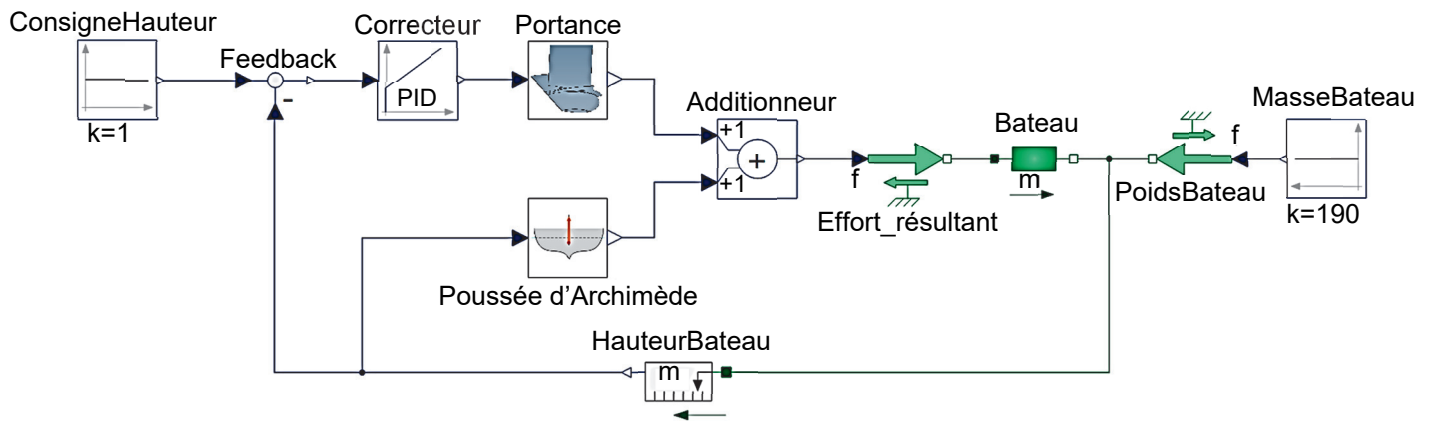 ConsigneHauteur
k=1
Feedback
-
Correcteur
PID
Portance
Additionneur
+1
+
+1
f
Effort_résultant
Bateau
m
PoidsBateau
f
MasseBateau
k=190
Poussée d’Archimède
HauteurBateau
m